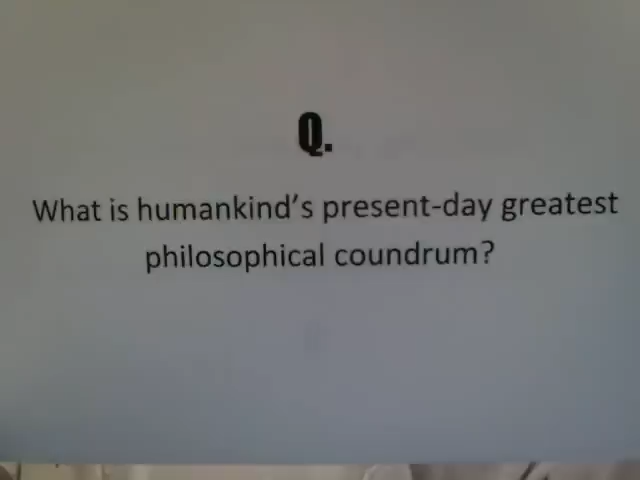 Q.
What is humankind's present-day greatest
philosophical coundrum?